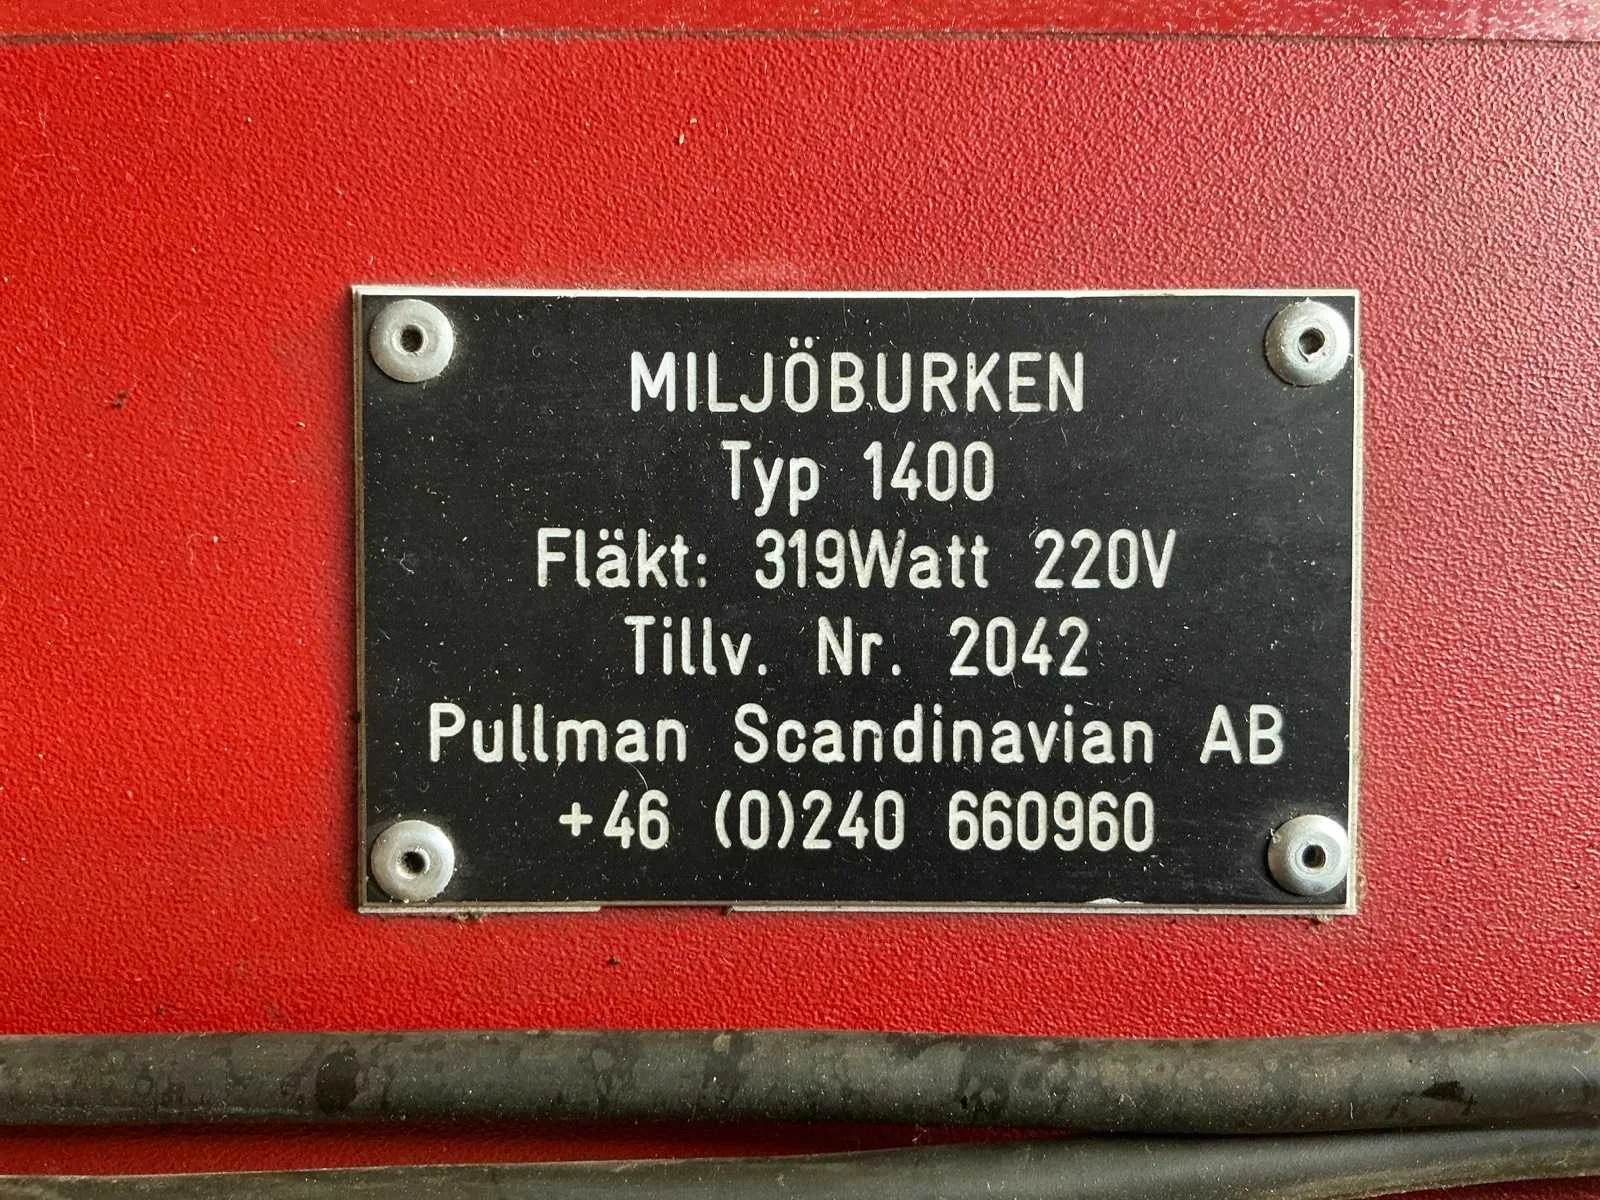 MILJÖBURKEN
Typ 1400
Fläkt: 319Watt 220V
Tillv. Nr. 2042
Pullman Scandinavian AB
+46 (0)240 660960